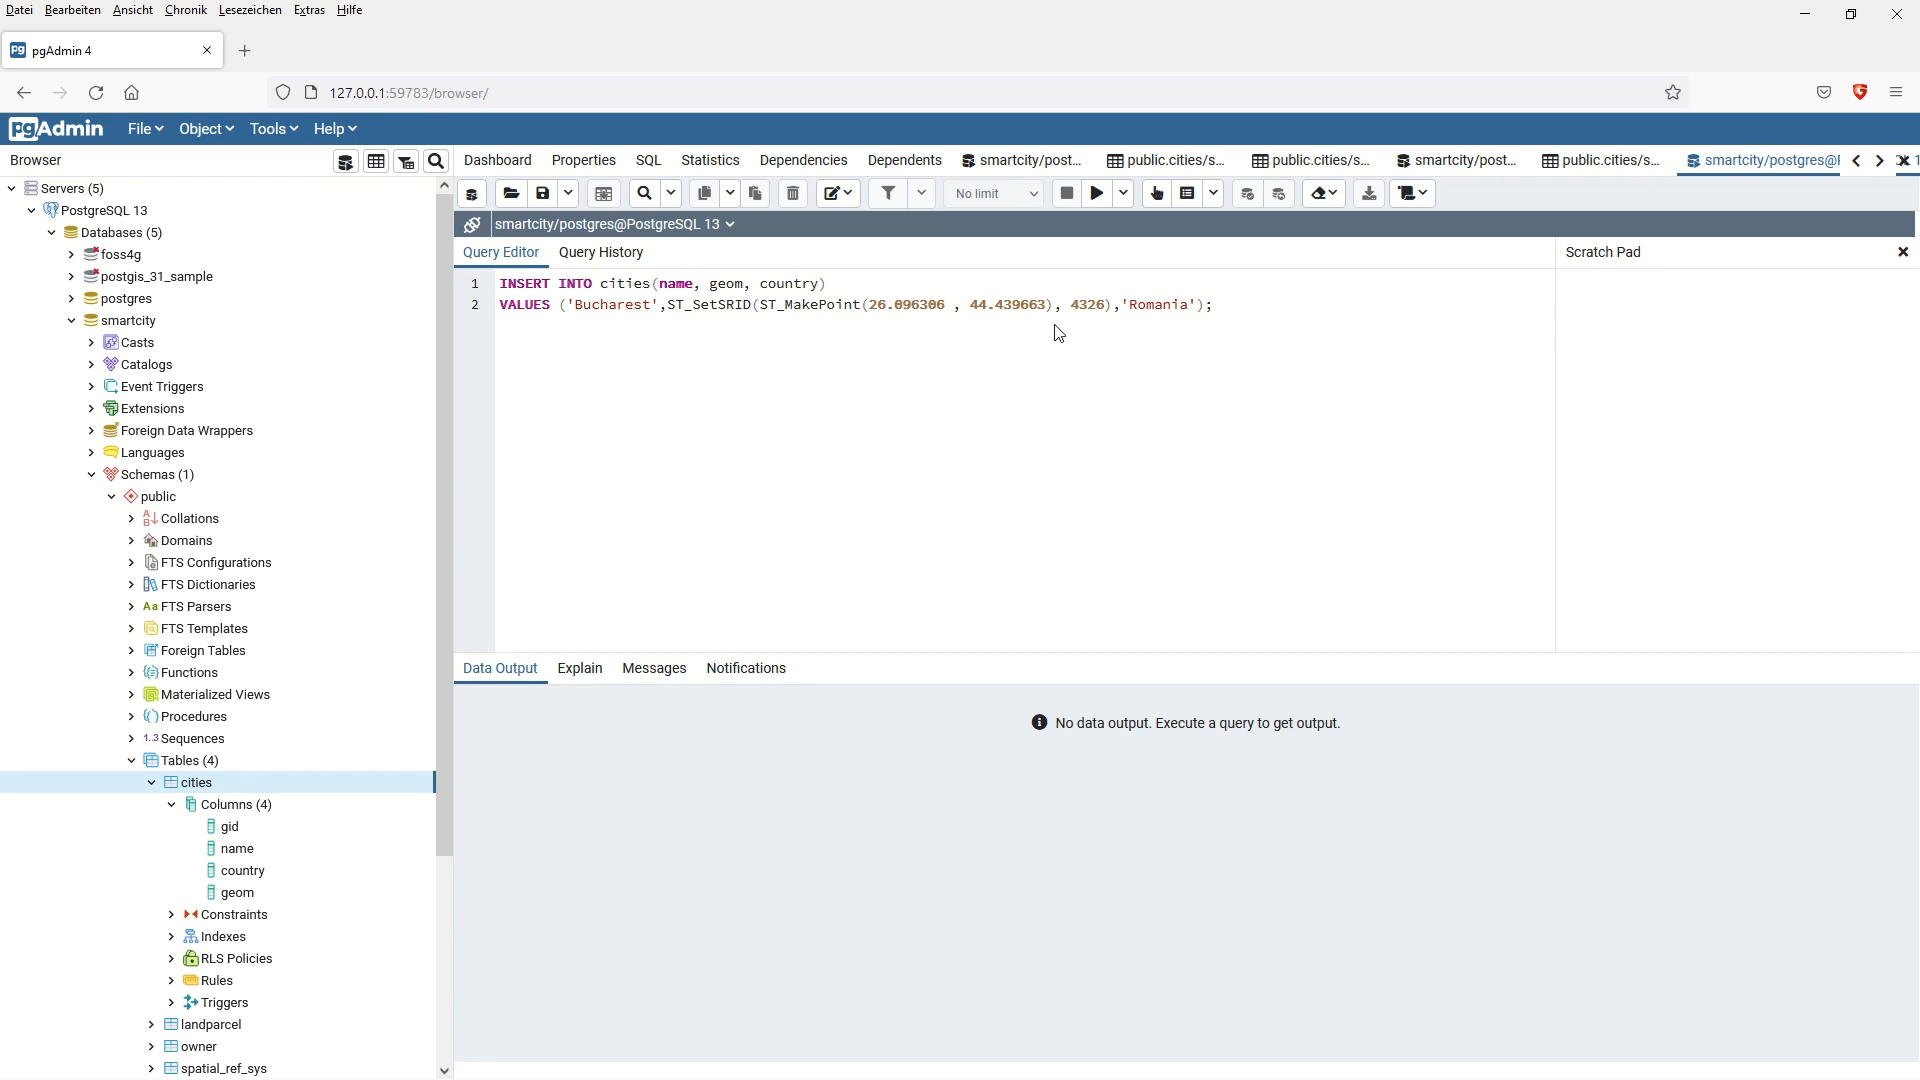 Datei Bearbeiten Ansicht Chronik Lesezeichen Extras Hilfe
pgAdmin 4
127.0.0.1:59783/browser/
pgAdmin File Object Tools Help
Browser
Dashboard Properties SQL Statistics Dependencies Dependents smartcity/post... public.cities/s... public.cities/s... smartcity/post... public.cities/s... smartcity/postgres@
No limit
smartcity/postgres@PostgreSQL 13
Query Editor Query History
Scratch Pad
1 INSERT INTO cities(name, geom, country)
2 VALUES ('Bucharest',ST_SetSRID(ST_MakePoint(26.096306 , 44.439663), 4326),'Romania');
Data Output Explain Messages Notifications
No data output. Execute a query to get output.
Servers (5)
PostgreSQL 13
Databases (5)
foss4g
postgis_31_sample
postgres
smartcity
Casts
Catalogs
Event Triggers
Extensions
Foreign Data Wrappers
Languages
Schemas (1)
public
Collations
Domains
FTS Configurations
FTS Dictionaries
Aa FTS Parsers
FTS Templates
Foreign Tables
Functions
Materialized Views
Procedures
1..3 Sequences
Tables (4)
cities
Columns (4)
gid
name
country
geom
Constraints
Indexes
RLS Policies
Rules
Triggers
landparcel
owner
spatial_ref_sys